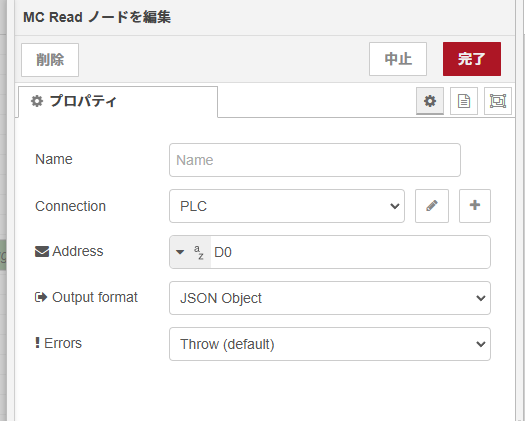 MC Read ノードを編集
削除
中止
完了
プロパティ
Name
Name
Connection
PLC
Address
az
D0
Output format
JSON Object
Errors
Throw (default)